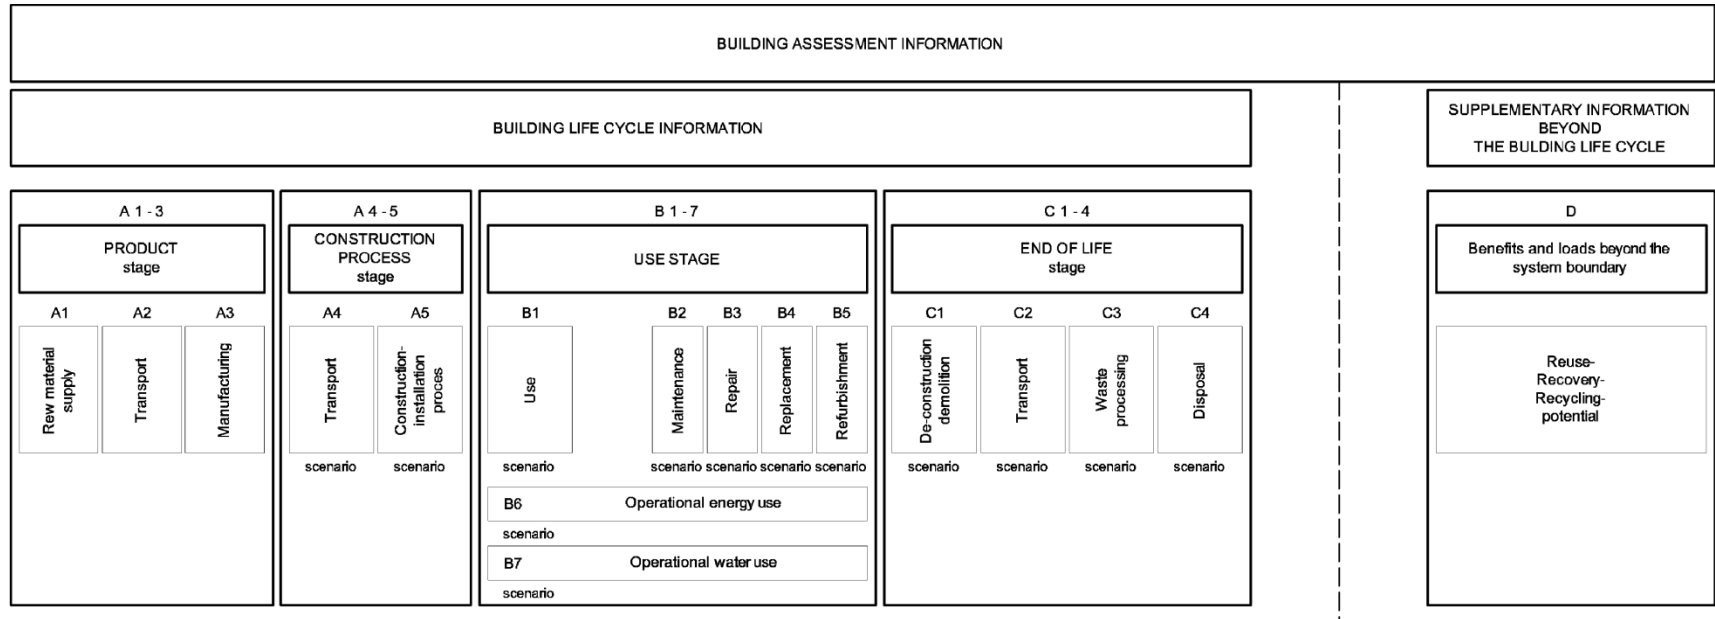 BUILDING ASSESSMENT INFORMATION
BUILDING LIFE CYCLE INFORMATION
SUPPLEMENTARY INFORMATION
BEYOND
THE BULDING LIFE CYCLE
A 1 - 3
PRODUCT
stage
A1
A2
A3
Rew material
supply
Transport
Manufacturing
A 4 - 5
CONSTRUCTION
PROCESS
stage
A4
A5
Transport
Construction-
installation
proces
scenario
scenario
B 1 - 7
USE STAGE
B1
B2
B3
B4
B5
Use
Maintenance
Repair
Replacement
Refurbishment
scenario
scenario
scenario
scenario
scenario
B6 Operational energy use
scenario
B7 Operational water use
scenario
C 1 - 4
END OF LIFE
stage
C1
C2
C3
C4
De-construction
demolition
Transport
Waste
processing
Disposal
scenario
scenario
scenario
scenario
D
Benefits and loads beyond the
system boundary
Reuse-
Recovery-
Recycling-
potential